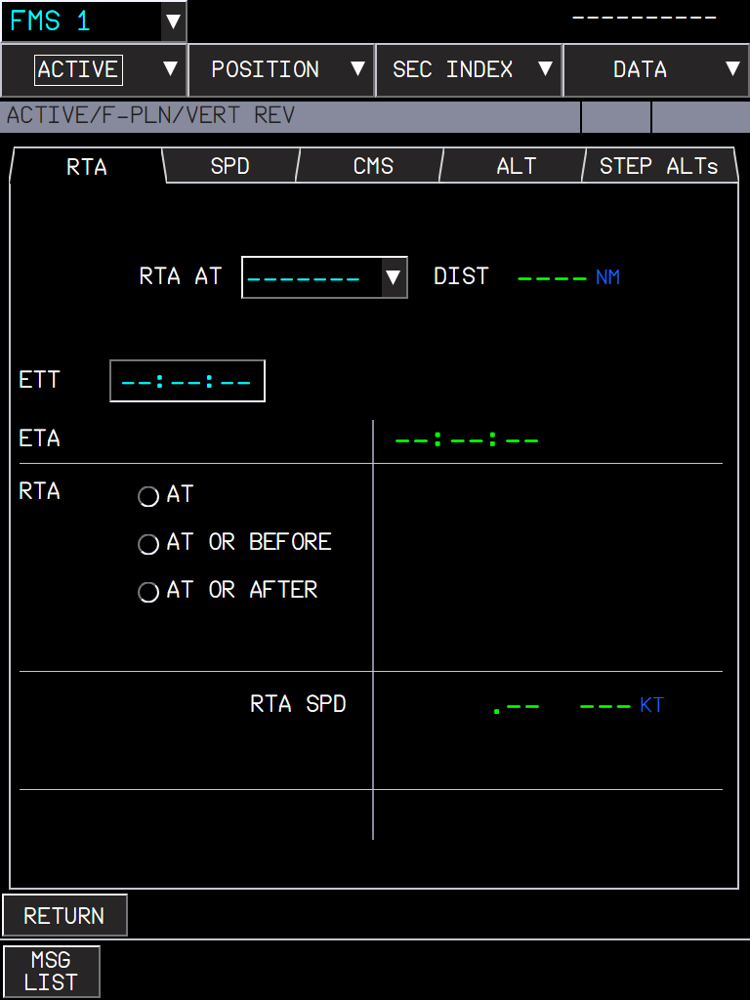 FMS 1 ▼ ----------
ACTIVE ▼ POSITION ▼ SEC INDEX ▼ DATA ▼
ACTIVE/F-PLN/VERT REV
RTA SPD CMS ALT STEP ALTs
RTA AT ------- ▼ DIST ---- NM
ETT --:--:--
ETA --:--:--
RTA AT
AT OR BEFORE
AT OR AFTER
RTA SPD .-- --- KT
RETURN
MSG
LIST